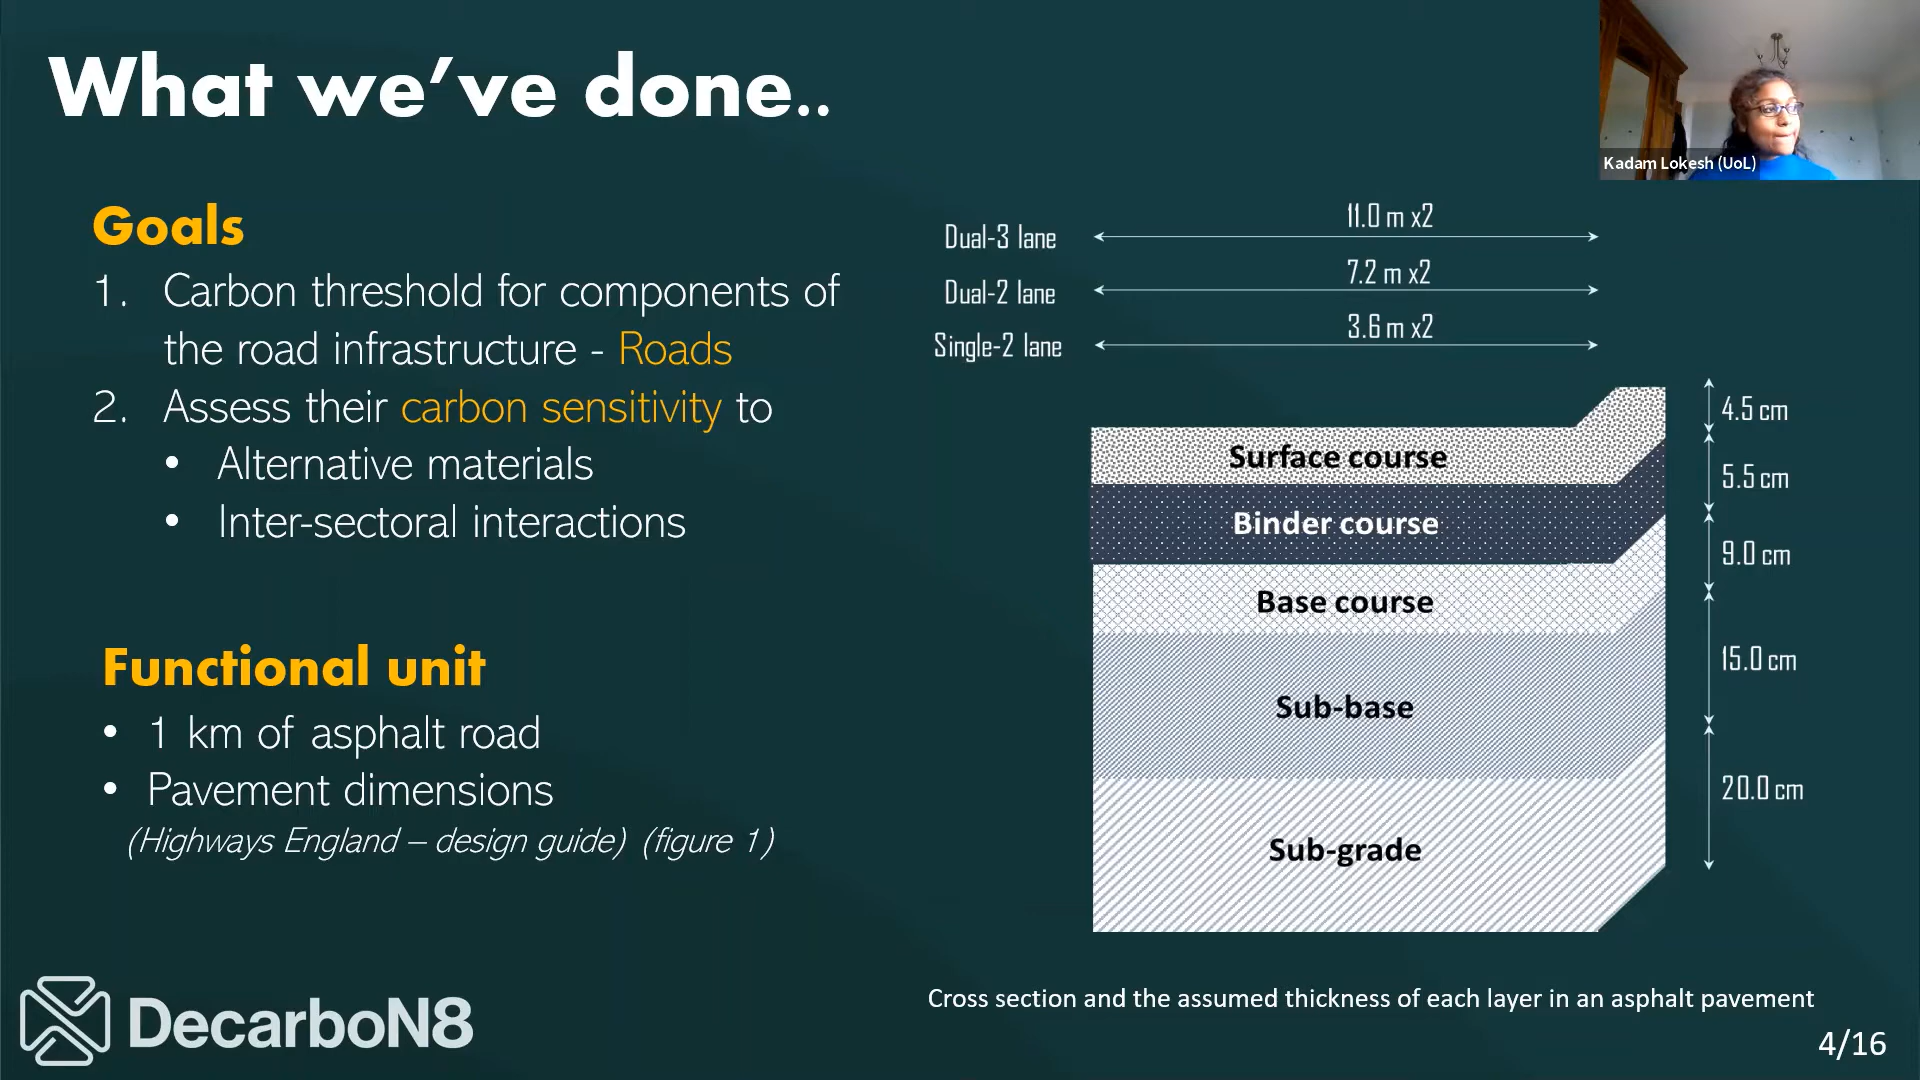 What we've done..
Kadam Lokesh (UoL)
Goals
1. Carbon threshold for components of
the road infrastructure - Roads
2. Assess their carbon sensitivity to
• Alternative materials
• Inter-sectoral interactions
Functional unit
• 1 km of asphalt road
• Pavement dimensions
(Highways England – design guide) (figure 1)
Dual-3 lane 11.0 m x2
Dual-2 lane 7.2 m x2
Single-2 lane 3.6 m x2
Surface course 4.5 cm
Binder course 5.5 cm
Base course 9.0 cm
Sub-base 15.0 cm
Sub-grade 20.0 cm
Cross section and the assumed thickness of each layer in an asphalt pavement
DecarboN8
4/16